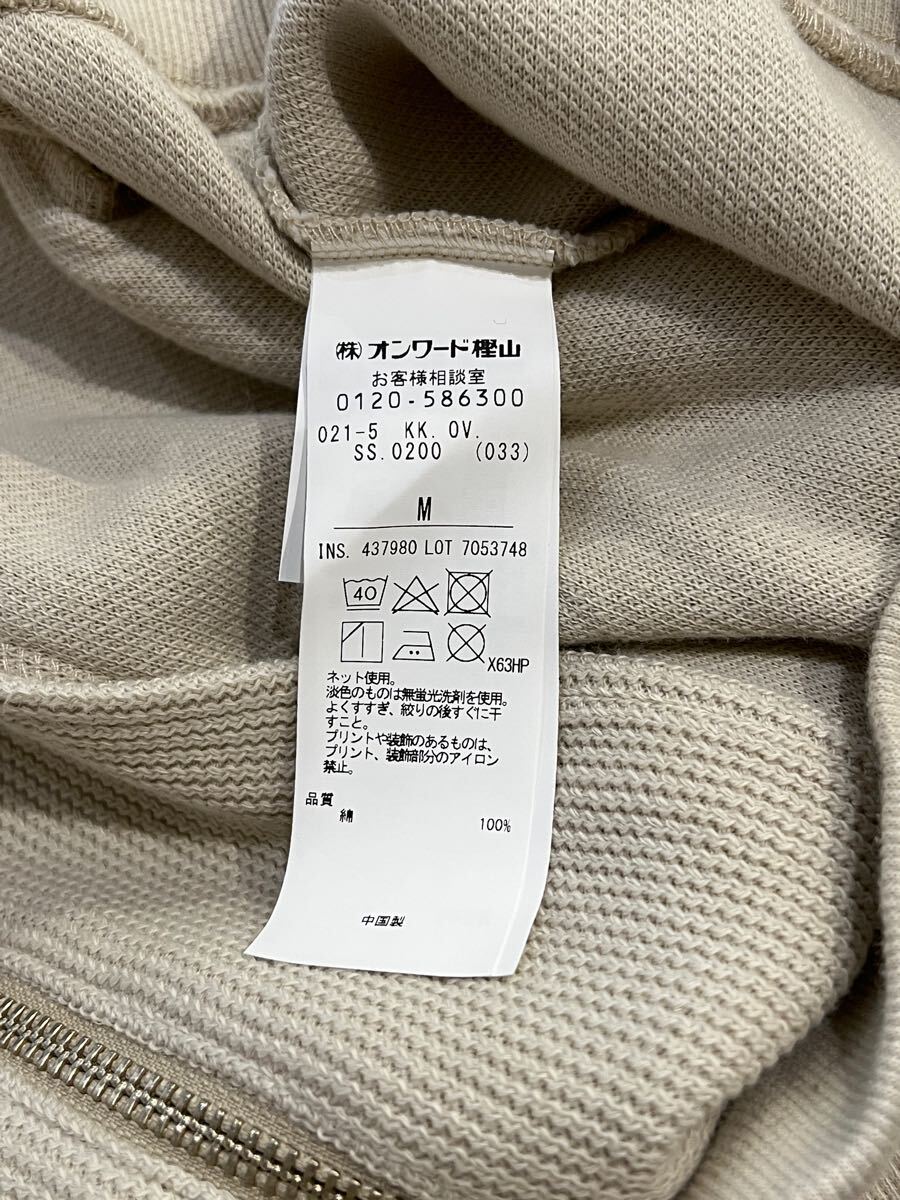 (株)オンワード樫山
お客様相談室
0120-586300
021-5 KK. OV.
SS. 0200 (033)
M
INS. 437980 LOT 7053748
40
X63HP
ネット使用。
淡色のものは無蛍光洗剤を使用。
よくすすぎ、絞りの後すぐに干
すこと。
プリントや装飾のあるものは、
プリント、装飾部分のアイロン
禁止。
品質
綿 100%
中国製